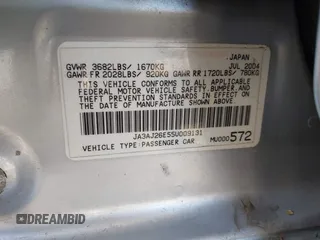 JAPAN
GVWR 3682LBS/ 1670KG JUL 2004
GAWR FR 2028LBS/ 920KG GAWR RR 1720LBS/ 780KG
THIS VEHICLE CONFORMS TO ALL APPLICABLE
FEDERAL MOTOR VEHICLE SAFETY, BUMPER, AND
THEFT PREVENTION STANDARDS IN EFFECT ON
THE DATE OF MANUFACTURE SHOWN ABOVE.
JA3AJ26E5SU009131
VEHICLE TYPE:PASSENGER CAR MU000572
DREAMBID